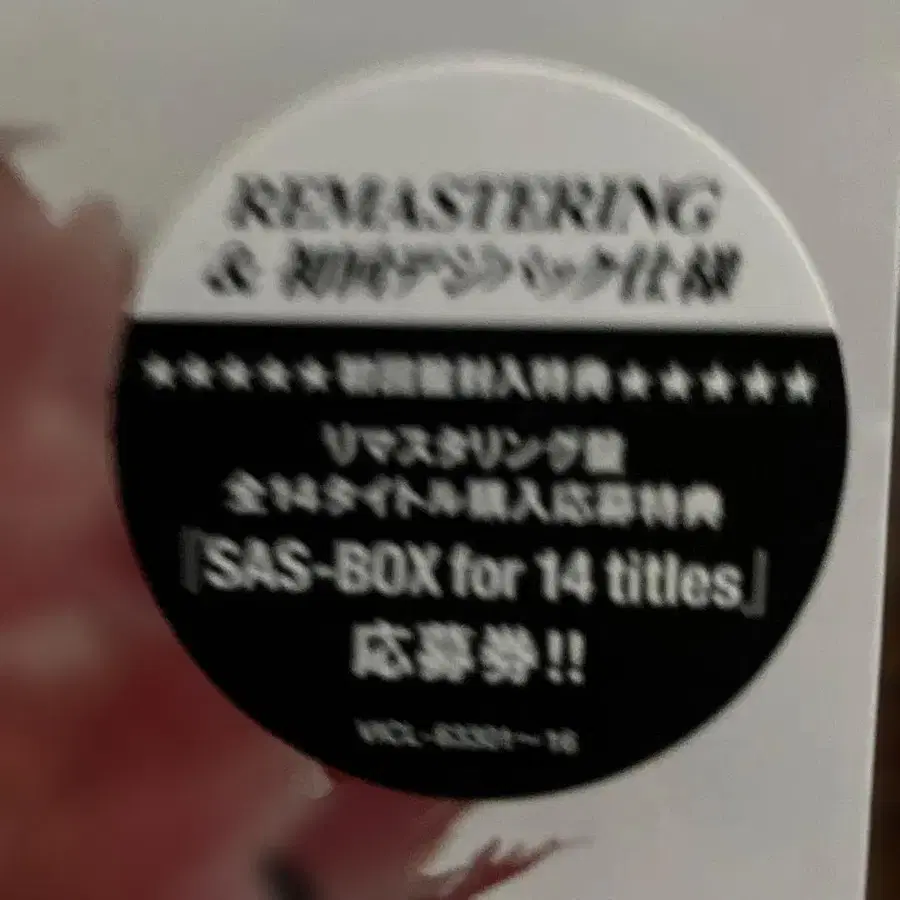 REMASTERING
& 初回デジパック仕様
★★★★★初回盤封入特典★★★★★
リマスタリング盤
全14タイトル購入応募特典
『SAS-BOX for 14 titles』
応募券!!